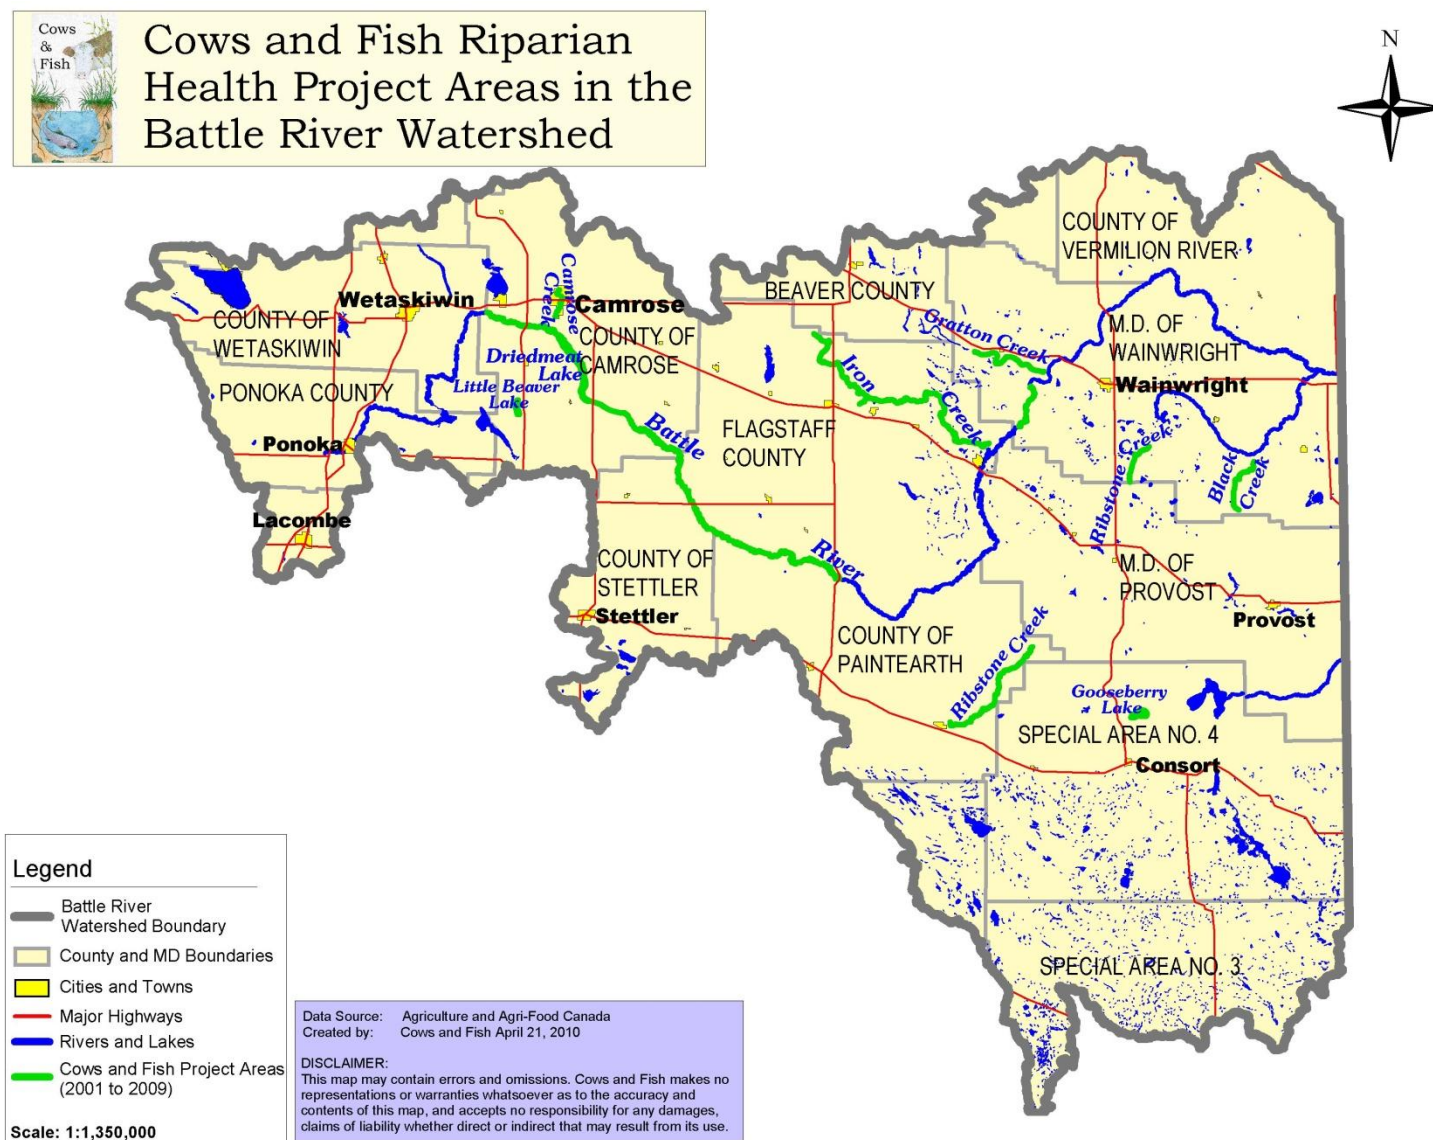 Cows
&
Fish
Cows and Fish Riparian
Health Project Areas in the
Battle River Watershed
N
COUNTY OF
VERMILION RIVER
BEAVER COUNTY
Wetaskiwin
Camrose
Creek
Camrose
COUNTY OF
WETASKIWIN
COUNTY OF
CAMROSE
Gratton Creek
M.D. OF
WAINWRIGHT
Driedmeat
Lake
Little Beaver
Lake
PONOKA COUNTY
Iron
Creek
Wainwright
Ponoka
Battle
River
FLAGSTAFF
COUNTY
Ribstone Creek
Black
Creek
Lacombe
COUNTY OF
STETTLER
M.D. OF
PROVOST
Stettler
Provost
COUNTY OF
PAINTEARTH
Ribstone Creek
Gooseberry
Lake
SPECIAL AREA NO. 4
Consort
SPECIAL AREA NO. 3
Legend
Battle River
Watershed Boundary
County and MD Boundaries
Cities and Towns
Major Highways
Rivers and Lakes
Cows and Fish Project Areas
(2001 to 2009)
Scale: 1:1,350,000
Data Source: Agriculture and Agri-Food Canada
Created by: Cows and Fish April 21, 2010
DISCLAIMER:
This map may contain errors and omissions. Cows and Fish makes no
representations or warranties whatsoever as to the accuracy and
contents of this map, and accepts no responsibility for any damages,
claims of liability whether direct or indirect that may result from its use.